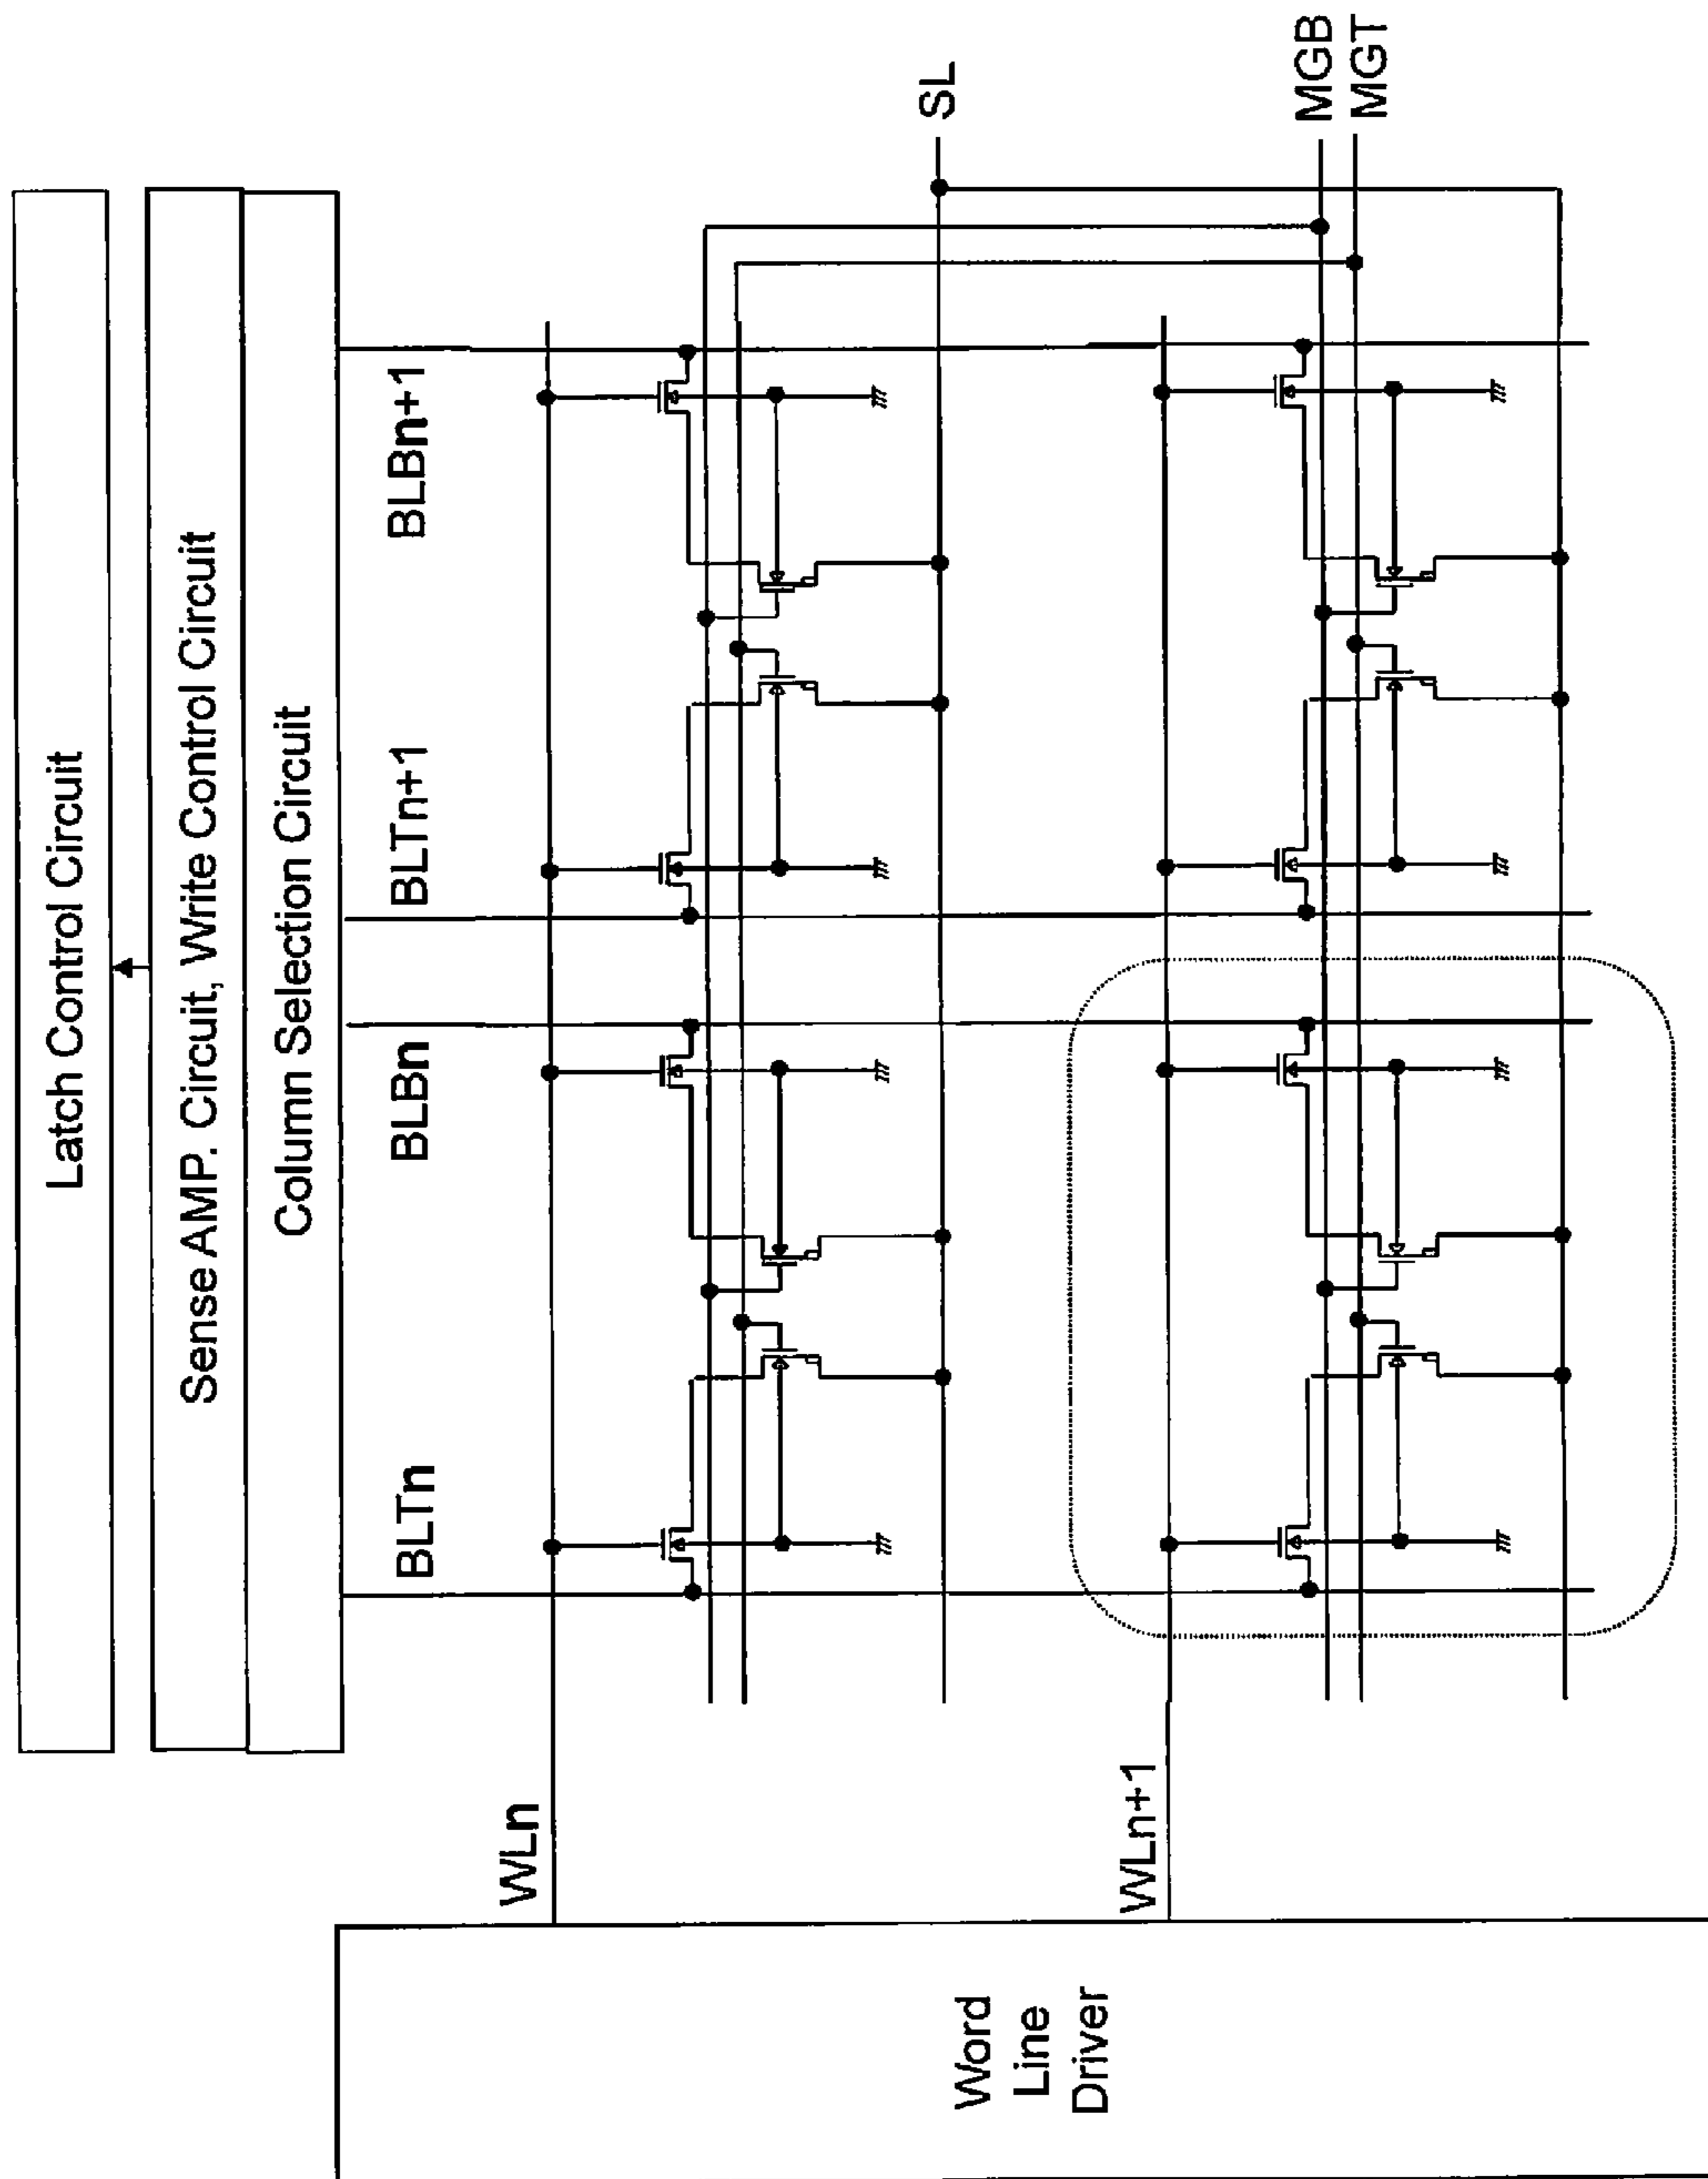 Latch Control Circuit
Sense AMP. Circuit, Write Control Circuit
Column Selection Circuit
BLTn
BLBn
BLTn+1
BLBn+1
WLn
SL
WLn+1
MGB
MGT
Word
Line
Driver